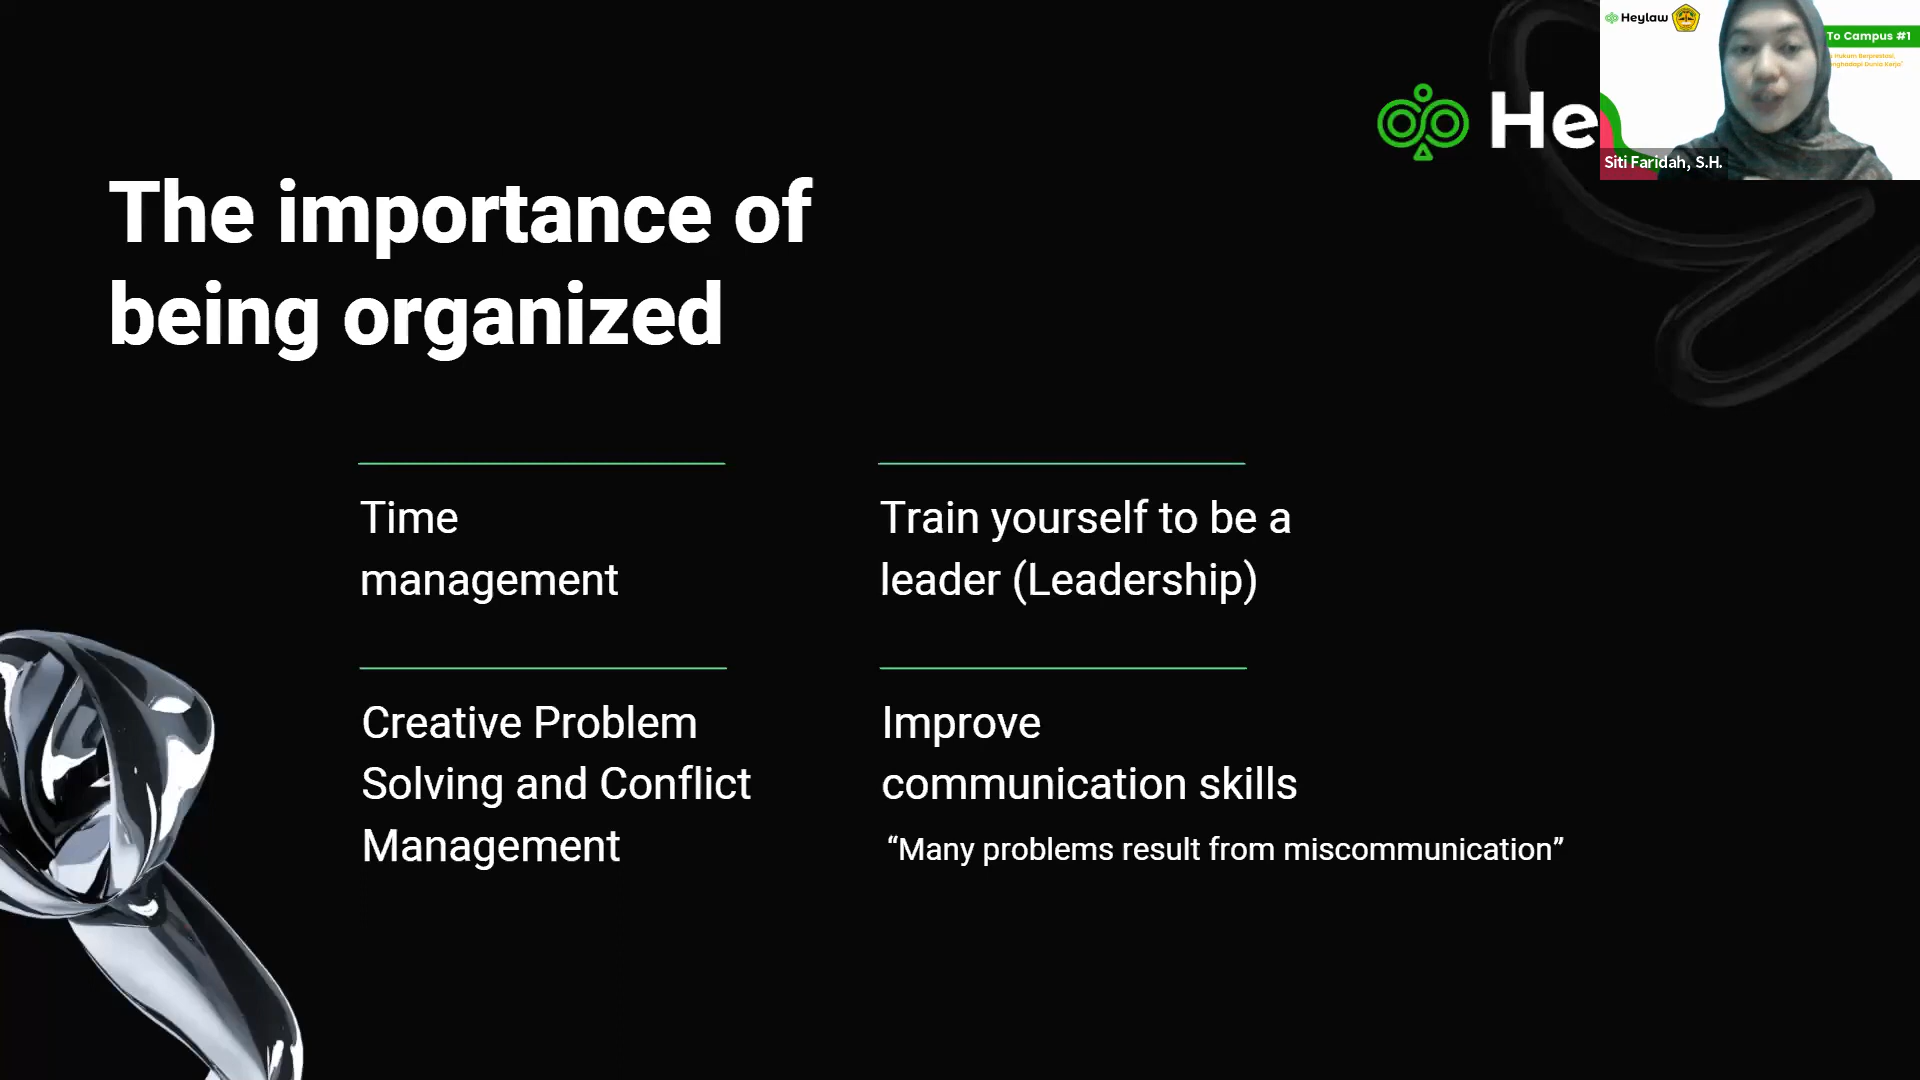 The importance of
being organized
He
Heylaw
To Campus #1
Siti Faridah, S.H.
Time
management
Train yourself to be a
leader (Leadership)
Creative Problem
Solving and Conflict
Management
Improve
communication skills
“Many problems result from miscommunication”